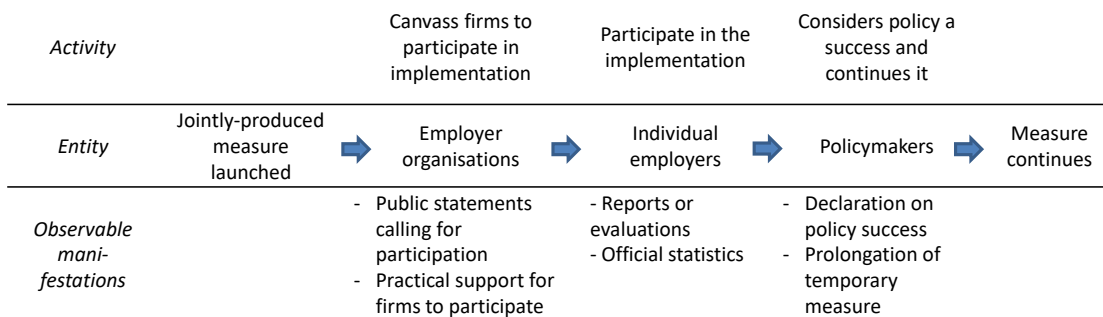 Activity
Canvass firms to
participate in
implementation
Participate in the
implementation
Considers policy a
success and
continues it
Entity
Jointly-produced
measure
launched
Employer
organisations
Individual
employers
Policymakers
Measure
continues
Observable
mani-
festations
- Public statements
calling for
participation
- Practical support for
firms to participate
- Reports or
evaluations
- Official statistics
- Declaration on
policy success
- Prolongation of
temporary
measure